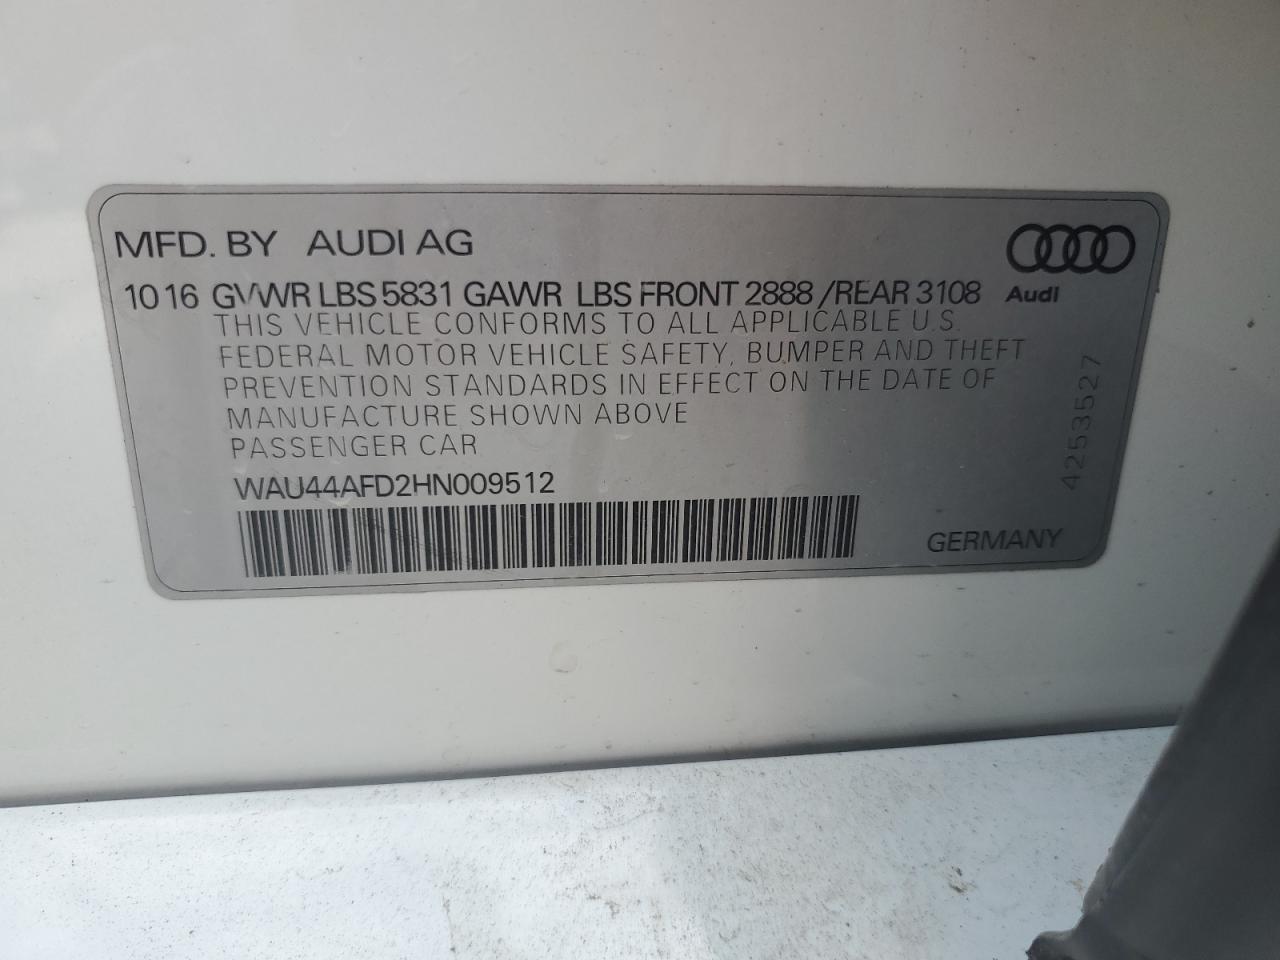 MFD. BY AUDI AG
10 16 GVWR LBS 5831 GAWR LBS FRONT 2888 /REAR 3108
Audi
THIS VEHICLE CONFORMS TO ALL APPLICABLE U.S.
FEDERAL MOTOR VEHICLE SAFETY, BUMPER AND THEFT
PREVENTION STANDARDS IN EFFECT ON THE DATE OF
MANUFACTURE SHOWN ABOVE
PASSENGER CAR
WAU44AFD2HN009512
4253527
GERMANY